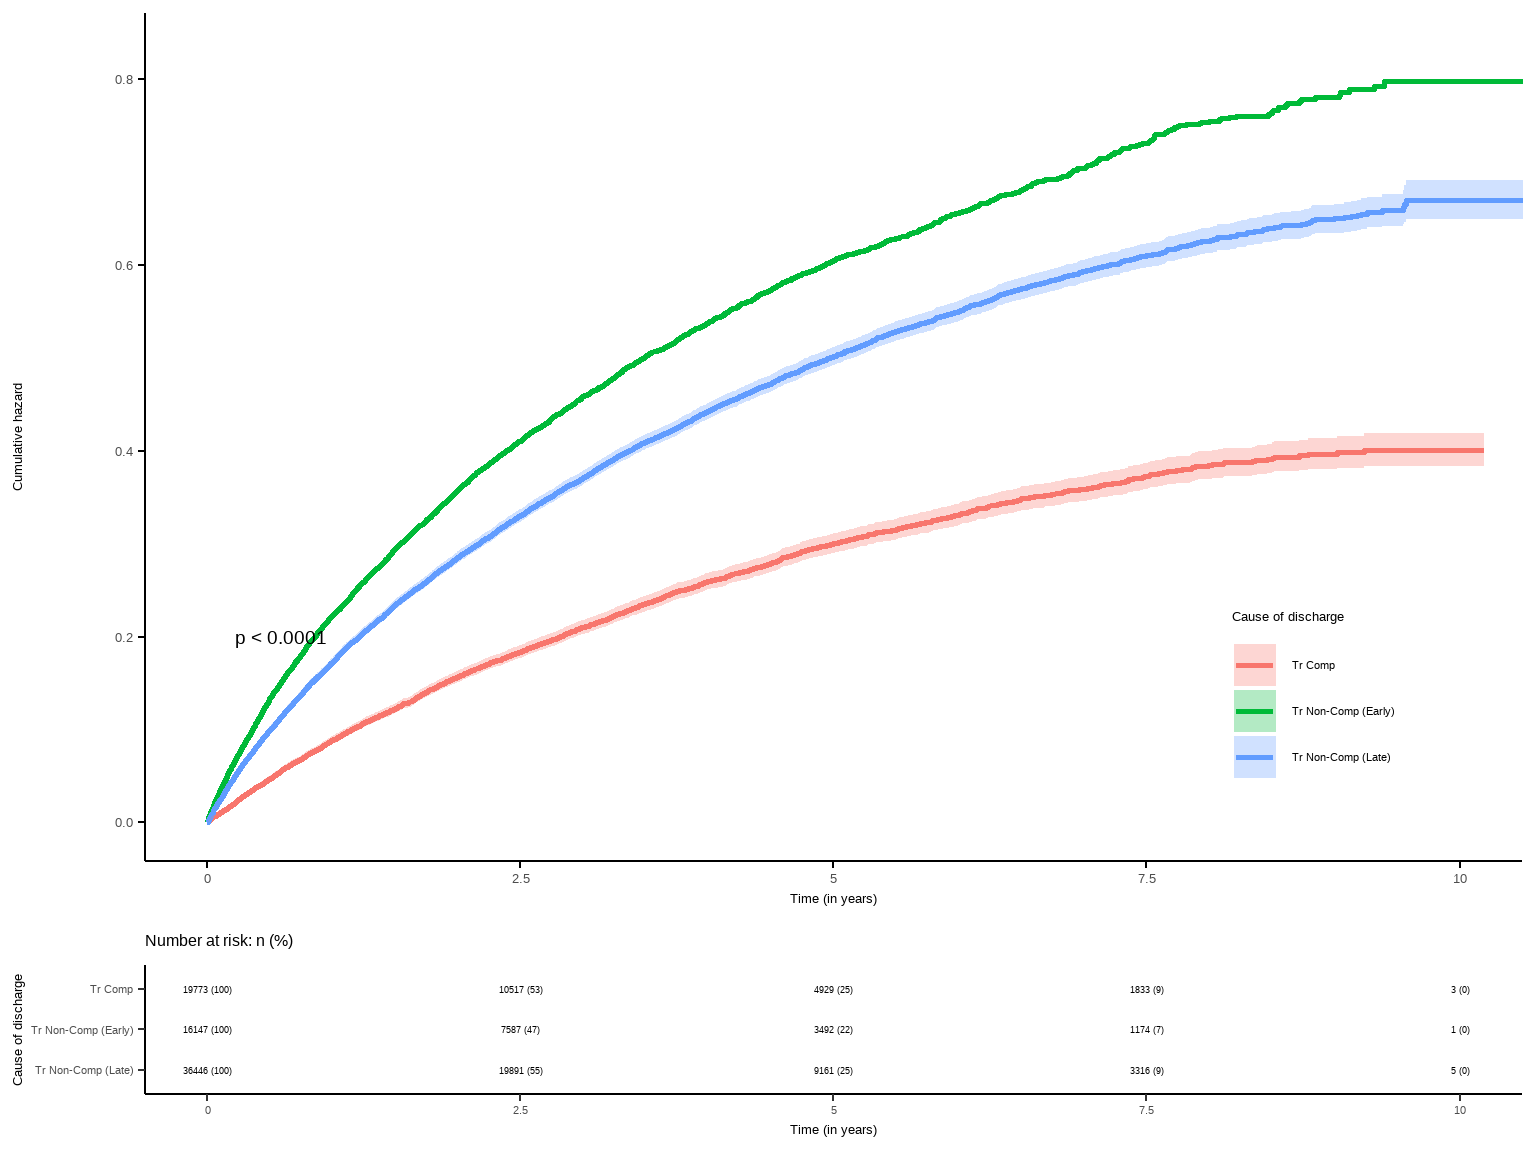 0.8
0.6
0.4
0.2
0.0
Cumulative hazard
p < 0.0001
Cause of discharge
Tr Comp
Tr Non-Comp (Early)
Tr Non-Comp (Late)
0 2.5 5 7.5 10
Time (in years)
Number at risk: n (%)
Cause of discharge
Tr Comp 19773 (100) 10517 (53) 4929 (25) 1833 (9) 3 (0)
Tr Non-Comp (Early) 16147 (100) 7587 (47) 3492 (22) 1174 (7) 1 (0)
Tr Non-Comp (Late) 36446 (100) 19891 (55) 9161 (25) 3316 (9) 5 (0)
0 2.5 5 7.5 10
Time (in years)